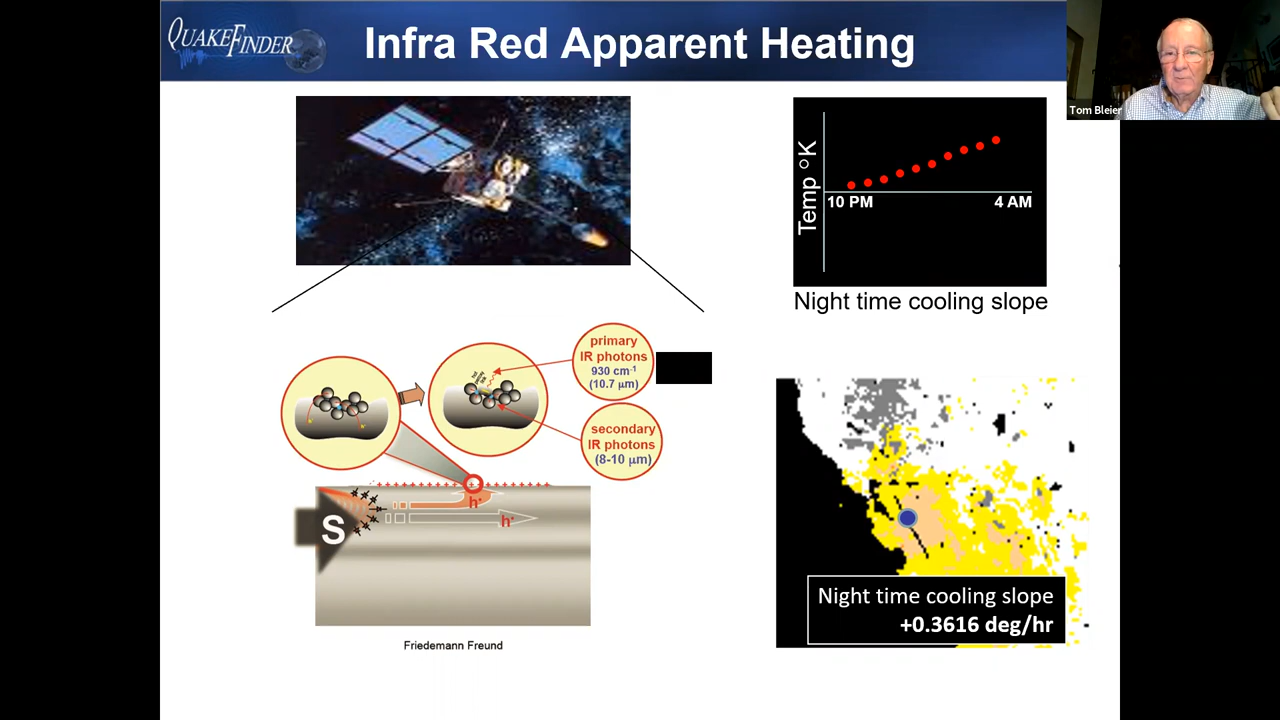 QUAKEFINDER
Infra Red Apparent Heating
Tom Bleier
Temp °K
10 PM
4 AM
Night time cooling slope
primary
IR photons
930 cm-1
(10.7 μm)
secondary
IR photons
(8-10 μm)
S
h•
h•
Friedemann Freund
Night time cooling slope
+0.3616 deg/hr